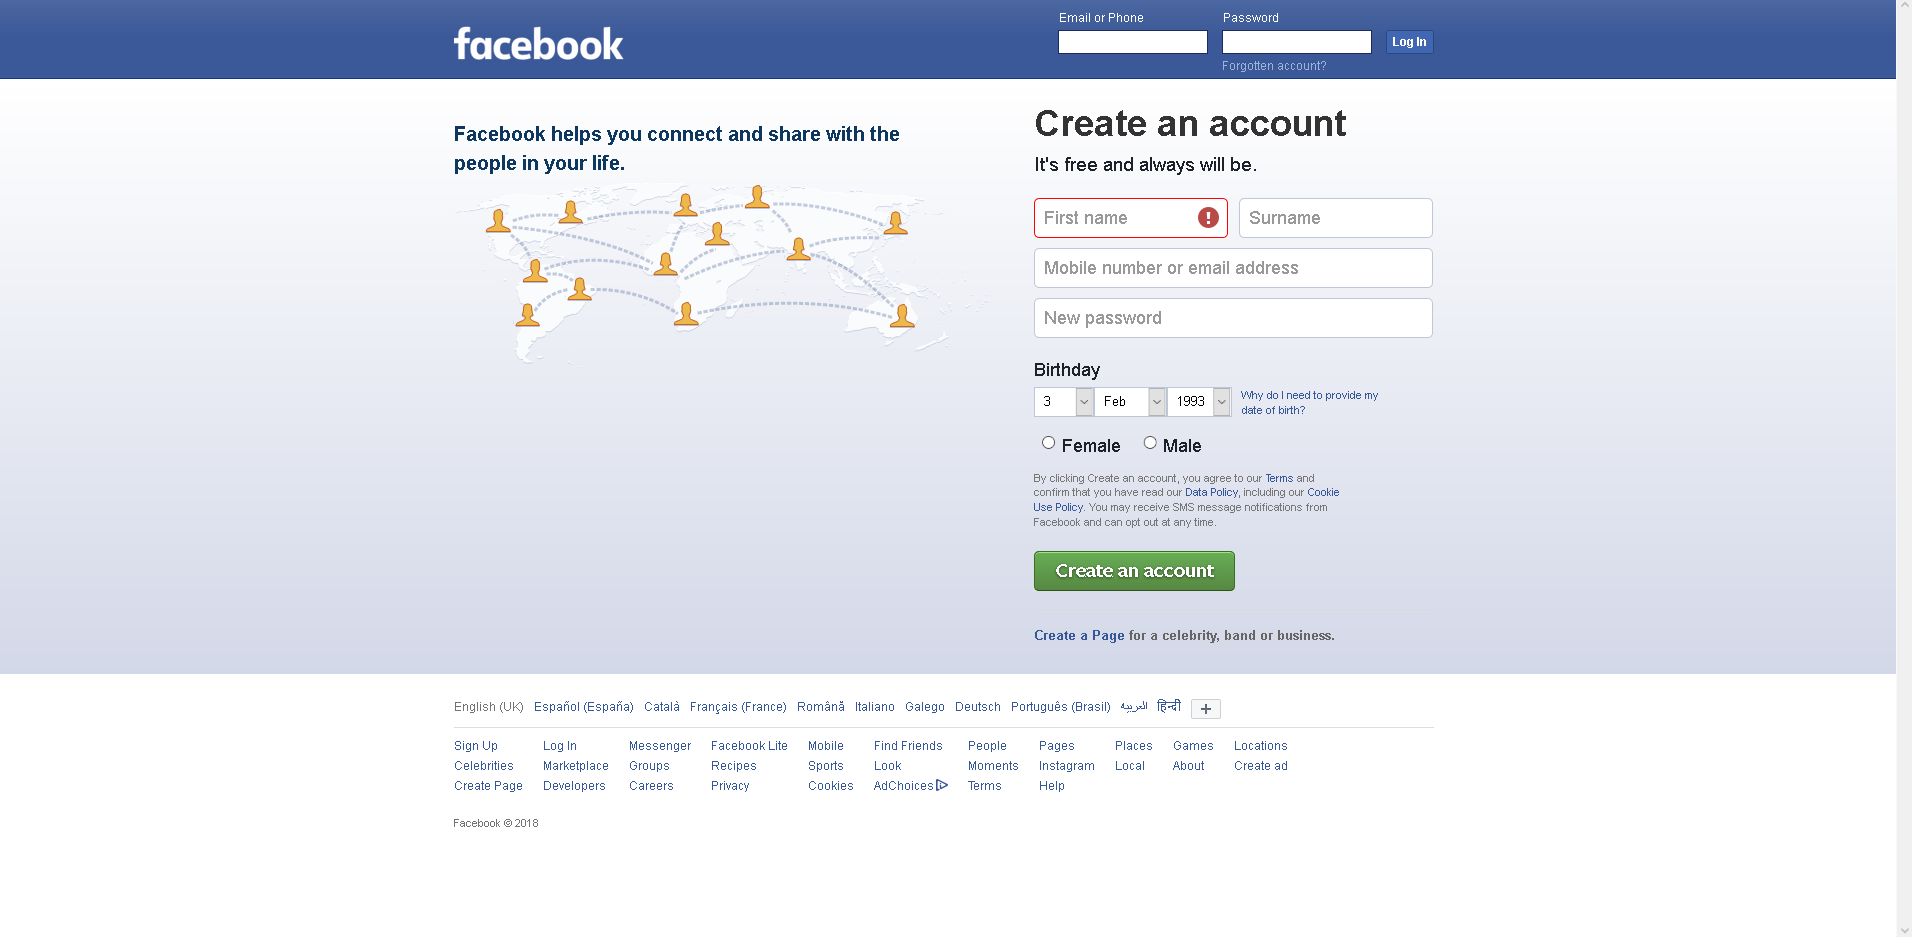 facebook
Email or Phone
Password
Log In
Forgotten account?
Facebook helps you connect and share with the
people in your life.
Create an account
It's free and always will be.
First name
Surname
Mobile number or email address
New password
Birthday
3
Feb
1993
Why do I need to provide my
date of birth?
Female
Male
By clicking Create an account, you agree to our Terms and
confirm that you have read our Data Policy, including our Cookie
Use Policy. You may receive SMS message notifications from
Facebook and can opt out at any time.
Create an account
Create a Page for a celebrity, band or business.
English (UK) Español (España) Català Français (France) Română Italiano Galego Deutsch Português (Brasil) العربية हिन्दी +
Sign Up Log In Messenger Facebook Lite Mobile Find Friends People Pages Places Games Locations
Celebrities Marketplace Groups Recipes Sports Look Moments Instagram Local About Create ad
Create Page Developers Careers Privacy Cookies AdChoices Terms Help
Facebook © 2018